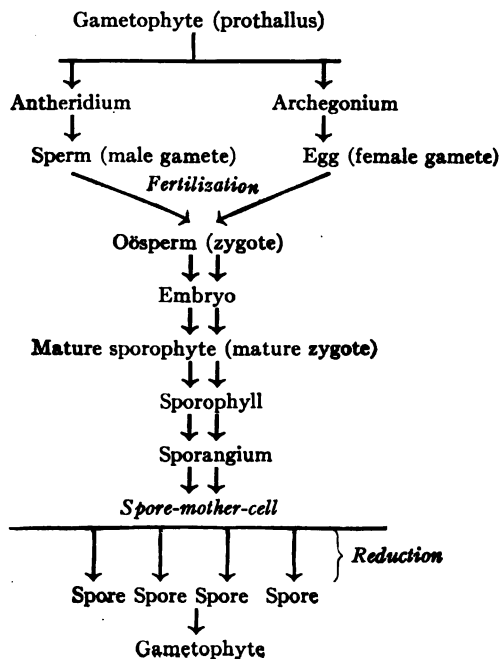 Gametophyte (prothallus)
Antheridium Archegonium
Sperm (male gamete) Egg (female gamete)
Fertilization
Oösperm (zygote)
Embryo
Mature sporophyte (mature zygote)
Sporophyll
Sporangium
Spore-mother-cell
Reduction
Spore Spore Spore Spore
Gametophyte